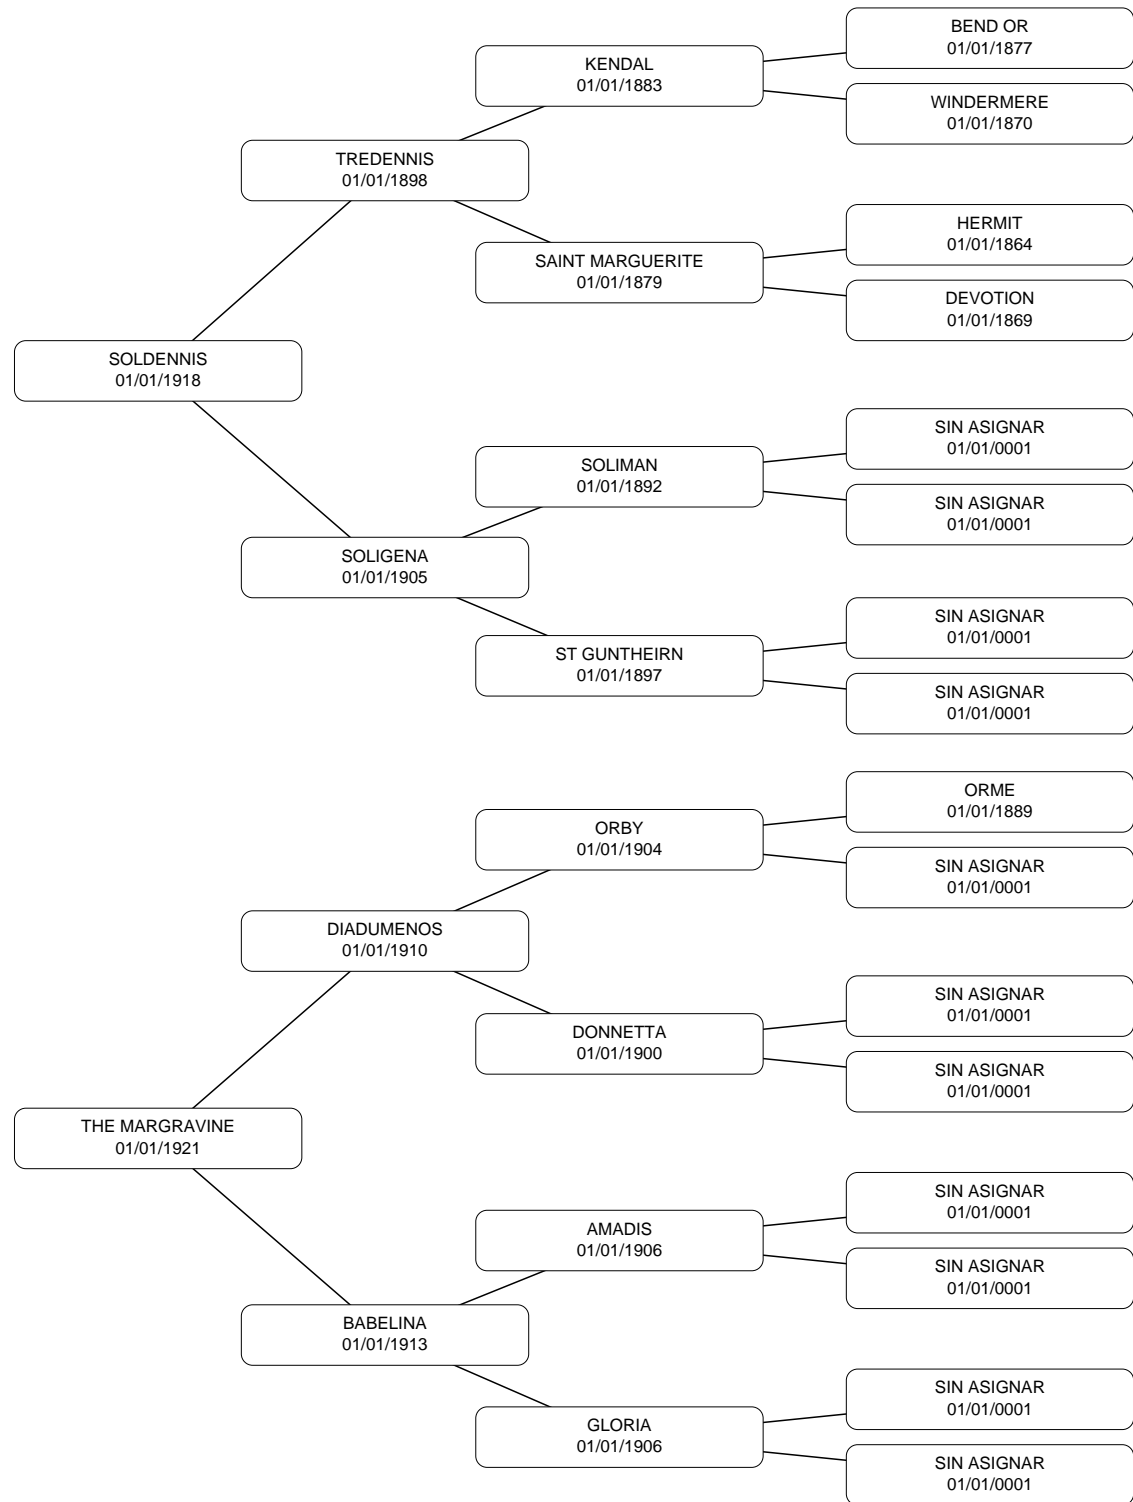 BEND OR
01/01/1877
KENDAL
01/01/1883
WINDERMERE
01/01/1870
TREDENNIS
01/01/1898
HERMIT
01/01/1864
SAINT MARGUERITE
01/01/1879
DEVOTION
01/01/1869
SOLDENNIS
01/01/1918
SIN ASIGNAR
01/01/0001
SOLIMAN
01/01/1892
SIN ASIGNAR
01/01/0001
SOLIGENA
01/01/1905
SIN ASIGNAR
01/01/0001
ST GUNTHEIRN
01/01/1897
SIN ASIGNAR
01/01/0001
ORME
01/01/1889
ORBY
01/01/1904
SIN ASIGNAR
01/01/0001
DIADUMENOS
01/01/1910
SIN ASIGNAR
01/01/0001
DONNETTA
01/01/1900
SIN ASIGNAR
01/01/0001
THE MARGRAVINE
01/01/1921
SIN ASIGNAR
01/01/0001
AMADIS
01/01/1906
SIN ASIGNAR
01/01/0001
BABELINA
01/01/1913
SIN ASIGNAR
01/01/0001
GLORIA
01/01/1906
SIN ASIGNAR
01/01/0001